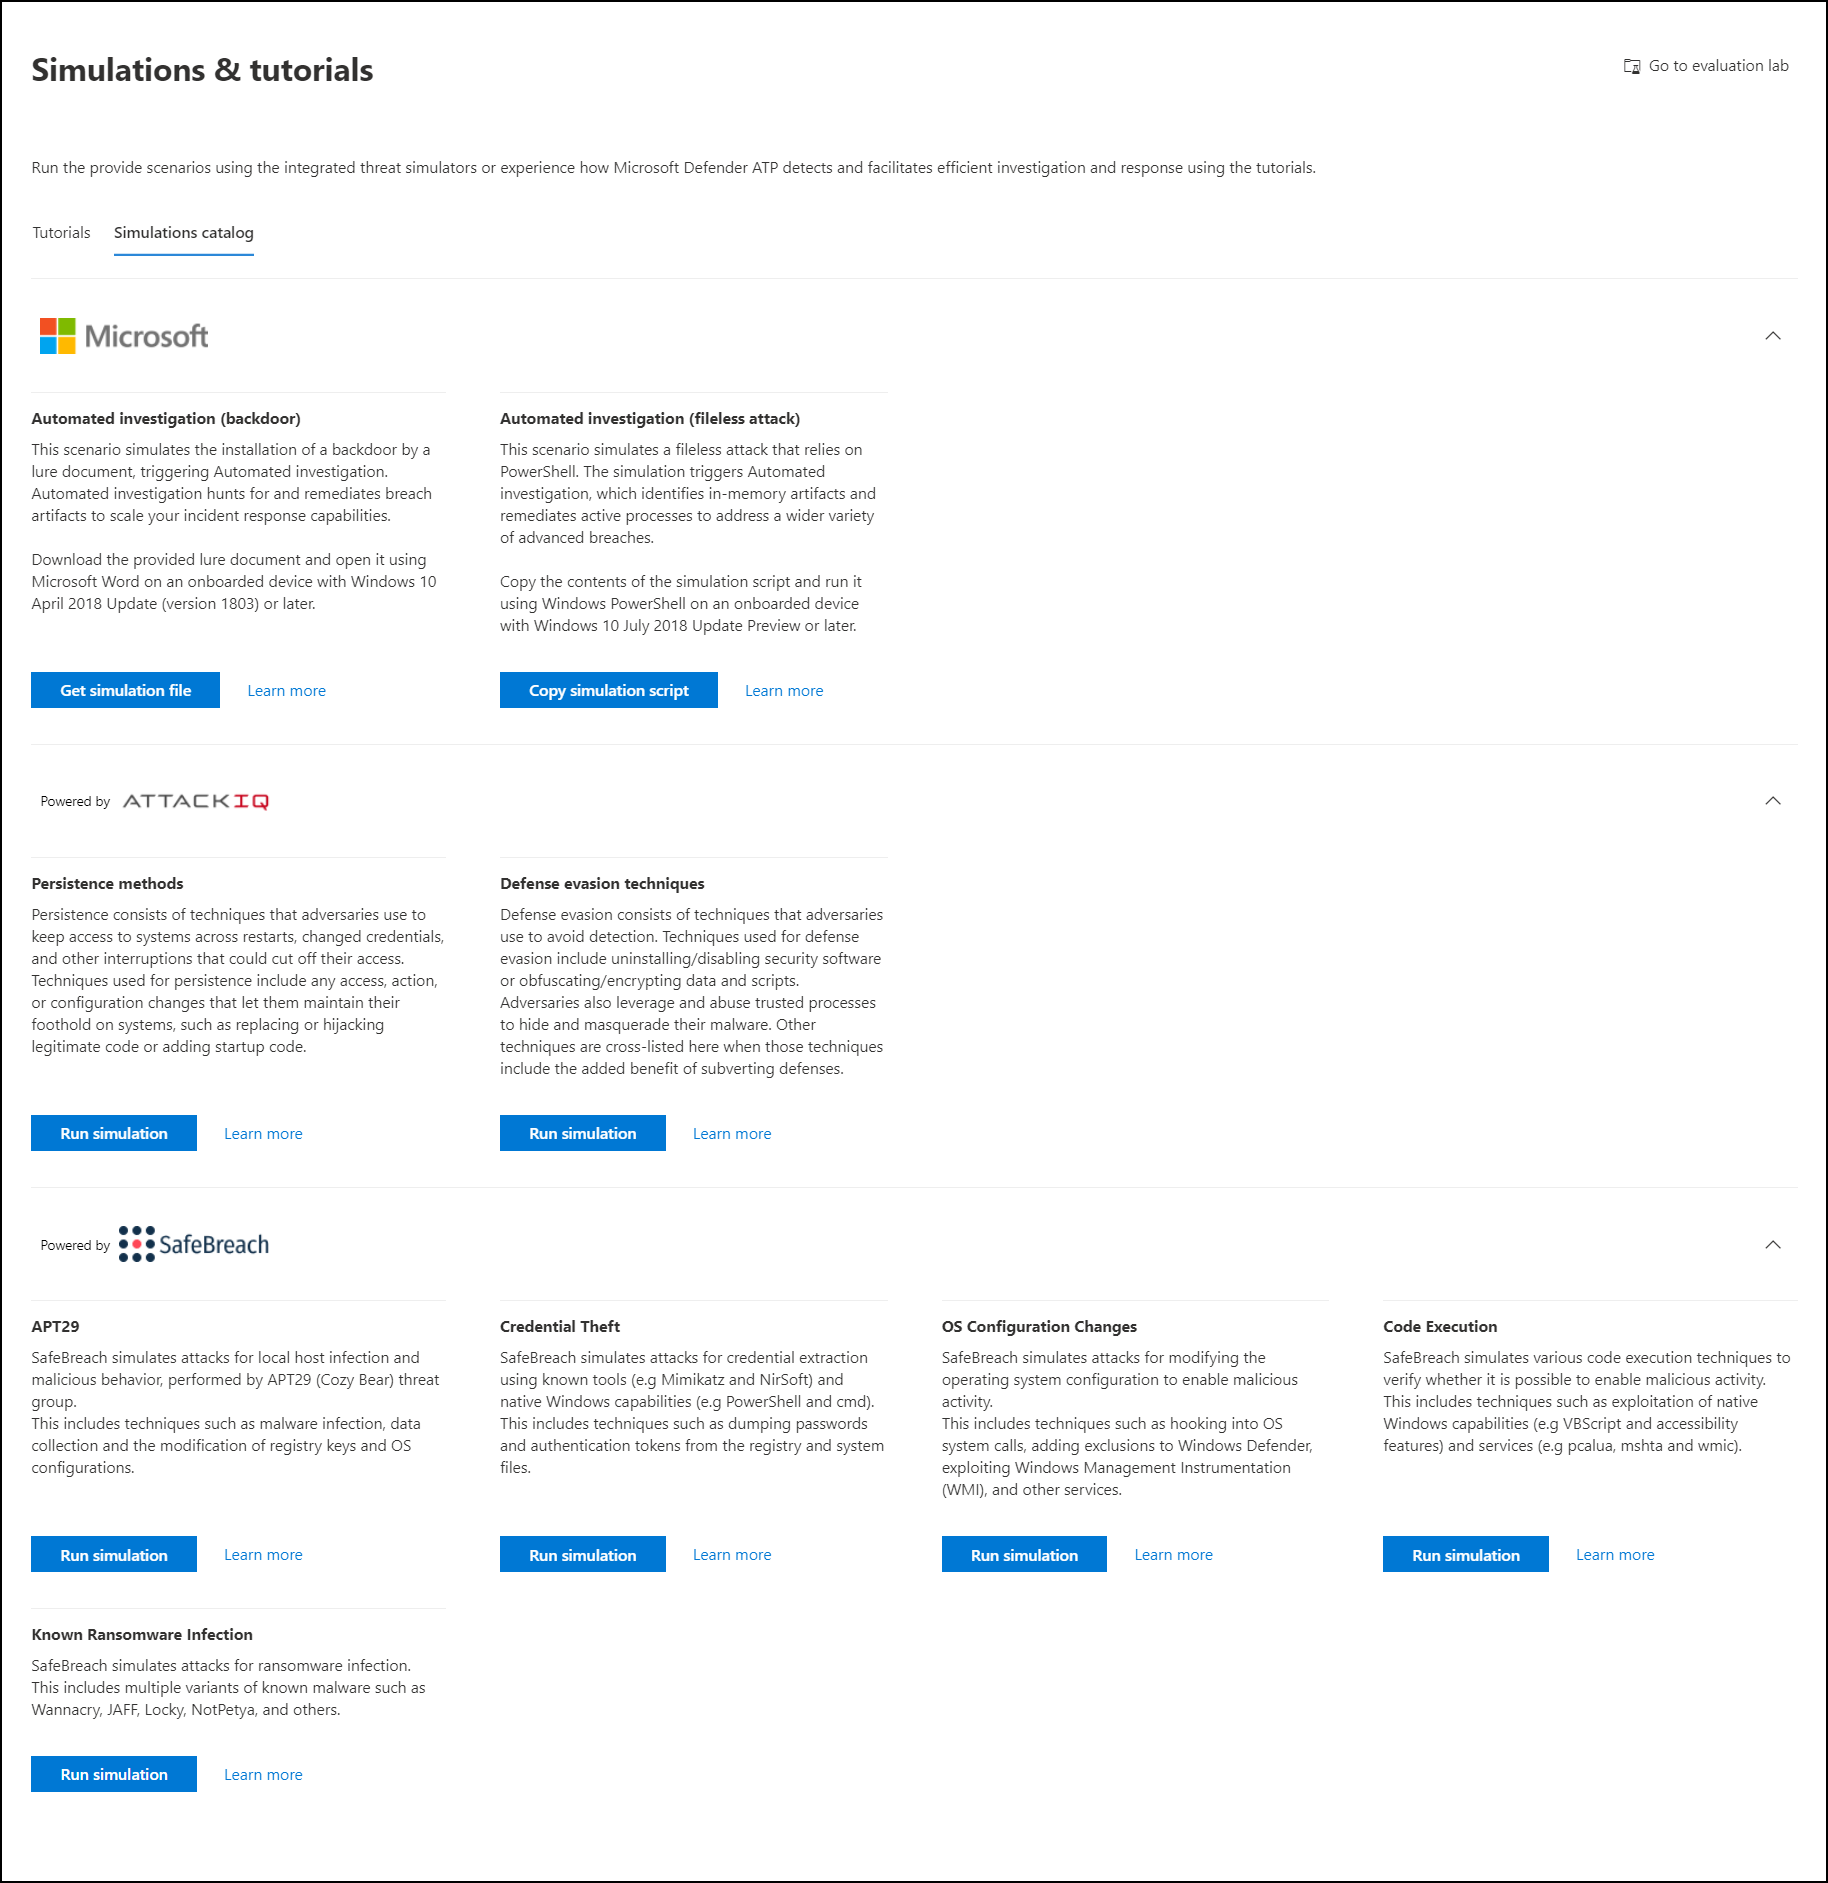 Simulations & tutorials
Go to evaluation lab
Run the provide scenarios using the integrated threat simulators or experience how Microsoft Defender ATP detects and facilitates efficient investigation and response using the tutorials.
Tutorials
Simulations catalog
Microsoft
Automated investigation (backdoor)
This scenario simulates the installation of a backdoor by a
lure document, triggering Automated investigation.
Automated investigation hunts for and remediates breach
artifacts to scale your incident response capabilities.
Download the provided lure document and open it using
Microsoft Word on an onboarded device with Windows 10
April 2018 Update (version 1803) or later.
Get simulation file
Learn more
Automated investigation (fileless attack)
This scenario simulates a fileless attack that relies on
PowerShell. The simulation triggers Automated
investigation, which identifies in-memory artifacts and
remediates active processes to address a wider variety
of advanced breaches.
Copy the contents of the simulation script and run it
using Windows PowerShell on an onboarded device
with Windows 10 July 2018 Update Preview or later.
Copy simulation script
Learn more
Powered by ATTACKIQ
Persistence methods
Persistence consists of techniques that adversaries use to
keep access to systems across restarts, changed credentials,
and other interruptions that could cut off their access.
Techniques used for persistence include any access, action,
or configuration changes that let them maintain their
foothold on systems, such as replacing or hijacking
legitimate code or adding startup code.
Run simulation
Learn more
Defense evasion techniques
Defense evasion consists of techniques that adversaries
use to avoid detection. Techniques used for defense
evasion include uninstalling/disabling security software
or obfuscating/encrypting data and scripts.
Adversaries also leverage and abuse trusted processes
to hide and masquerade their malware. Other
techniques are cross-listed here when those techniques
include the added benefit of subverting defenses.
Run simulation
Learn more
Powered by SafeBreach
APT29
SafeBreach simulates attacks for local host infection and
malicious behavior, performed by APT29 (Cozy Bear) threat
group.
This includes techniques such as malware infection, data
collection and the modification of registry keys and OS
configurations.
Run simulation
Learn more
Credential Theft
SafeBreach simulates attacks for credential extraction
using known tools (e.g Mimikatz and NirSoft) and
native Windows capabilities (e.g PowerShell and cmd).
This includes techniques such as dumping passwords
and authentication tokens from the registry and system
files.
Run simulation
Learn more
OS Configuration Changes
SafeBreach simulates attacks for modifying the
operating system configuration to enable malicious
activity.
This includes techniques such as hooking into OS
system calls, adding exclusions to Windows Defender,
exploiting Windows Management Instrumentation
(WMI), and other services.
Run simulation
Learn more
Code Execution
SafeBreach simulates various code execution techniques to
verify whether it is possible to enable malicious activity.
This includes techniques such as exploitation of native
Windows capabilities (e.g VBScript and accessibility
features) and services (e.g pcalua, mshta and wmic).
Run simulation
Learn more
Known Ransomware Infection
SafeBreach simulates attacks for ransomware infection.
This includes multiple variants of known malware such as
Wannacry, JAFF, Locky, NotPetya, and others.
Run simulation
Learn more